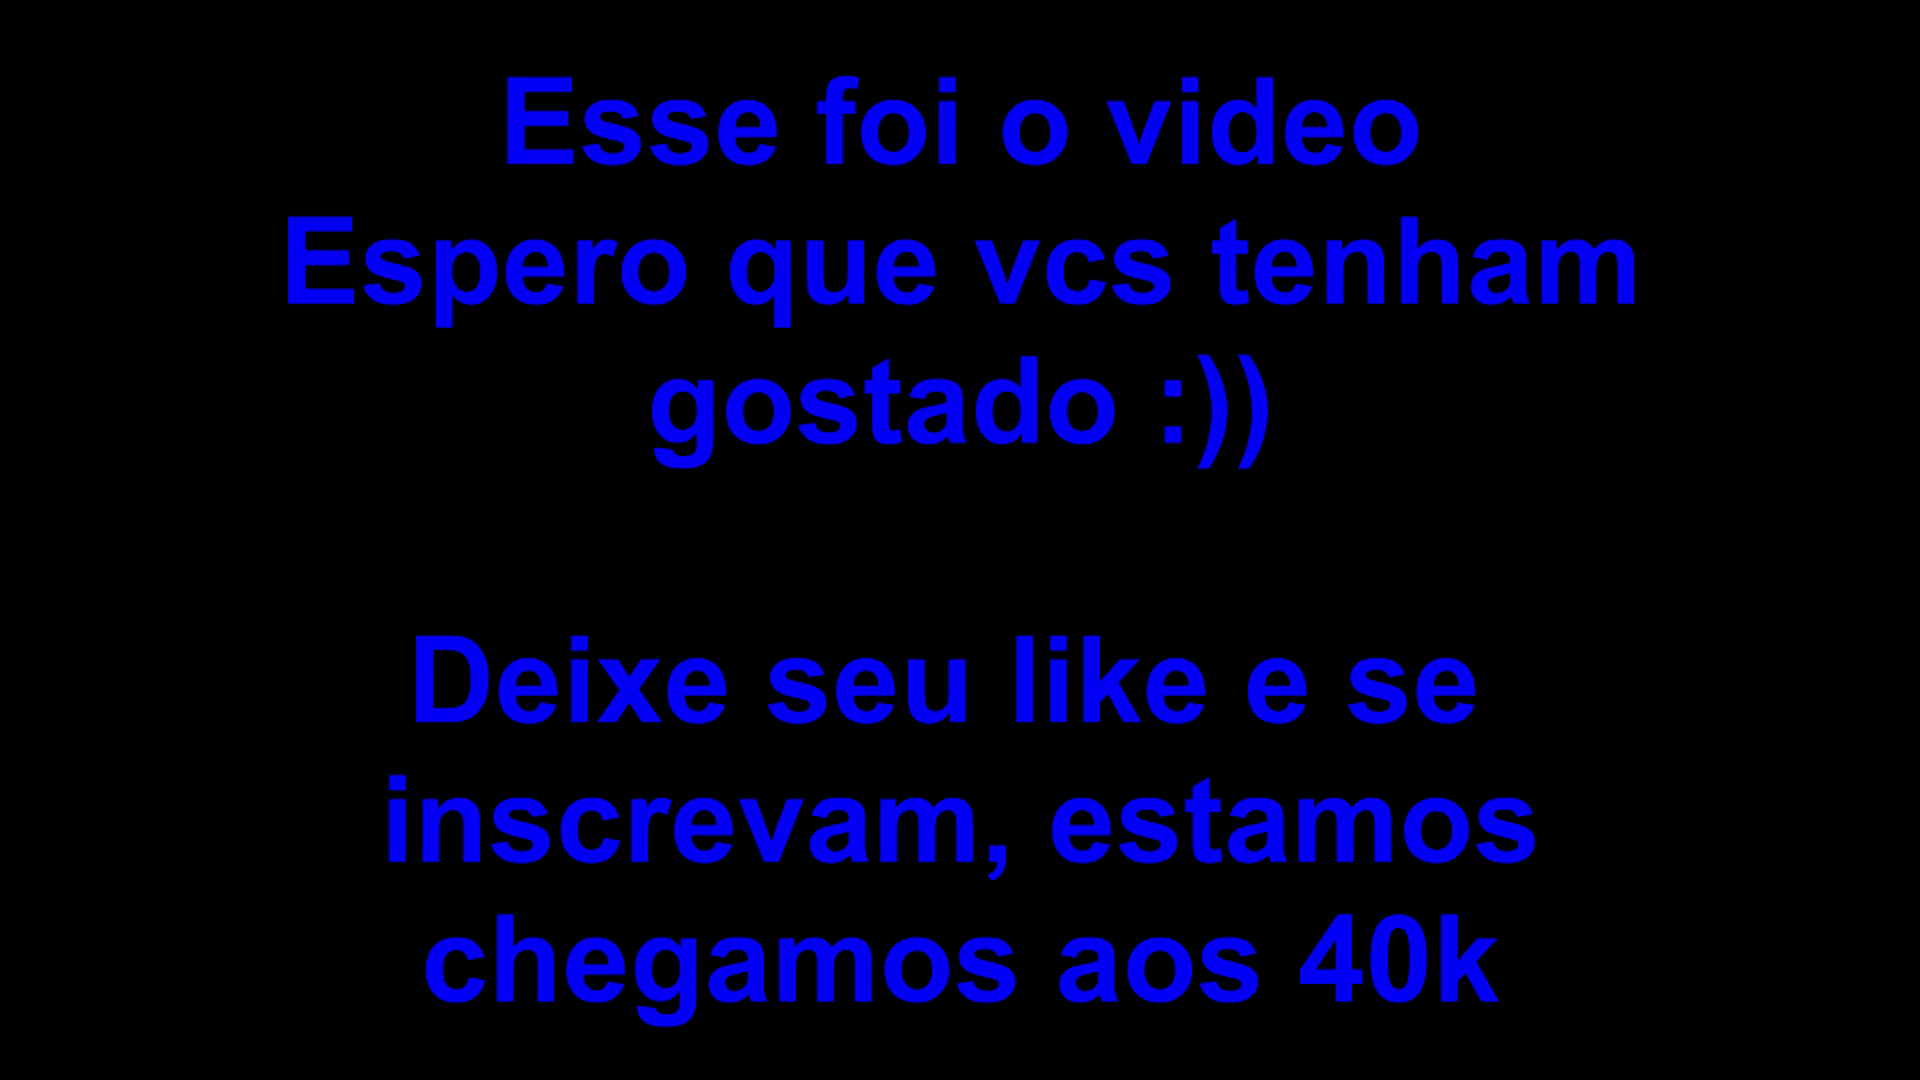 Esse foi o video
Espero que vcs tenham
gostado :))
Deixe seu like e se
inscrevam, estamos
chegamos aos 40k